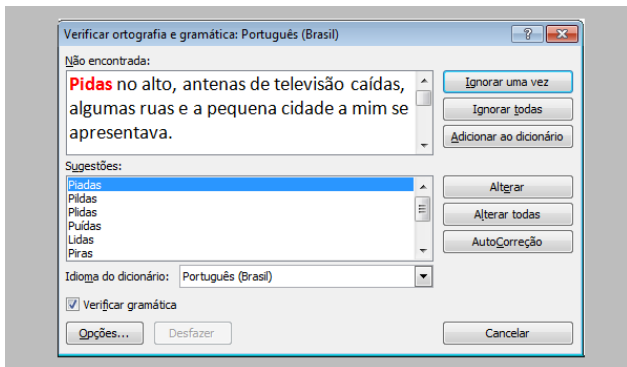 Verificar ortografia e gramática: Português (Brasil)
Não encontrada:
Pidas no alto, antenas de televisão caídas,
algumas ruas e a pequena cidade a mim se
apresentava.
Ignorar uma vez
Ignorar todas
Adicionar ao dicionário
Sugestões:
Piadas
Pildas
Plidas
Puídas
Lidas
Piras
Alterar
Alterar todas
AutoCorreção
Idioma do dicionário: Português (Brasil)
Verificar gramática
Opções... Desfazer Cancelar